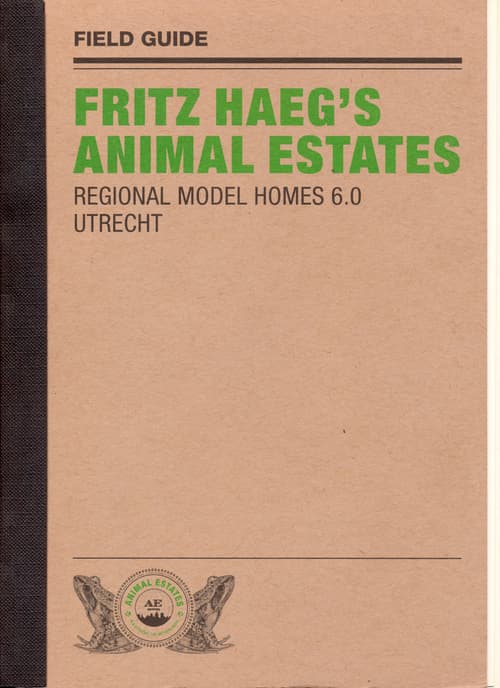 FIELD GUIDE
FRITZ HAEG'S
ANIMAL ESTATES
REGIONAL MODEL HOMES 6.0
UTRECHT
ANIMAL ESTATES
AE